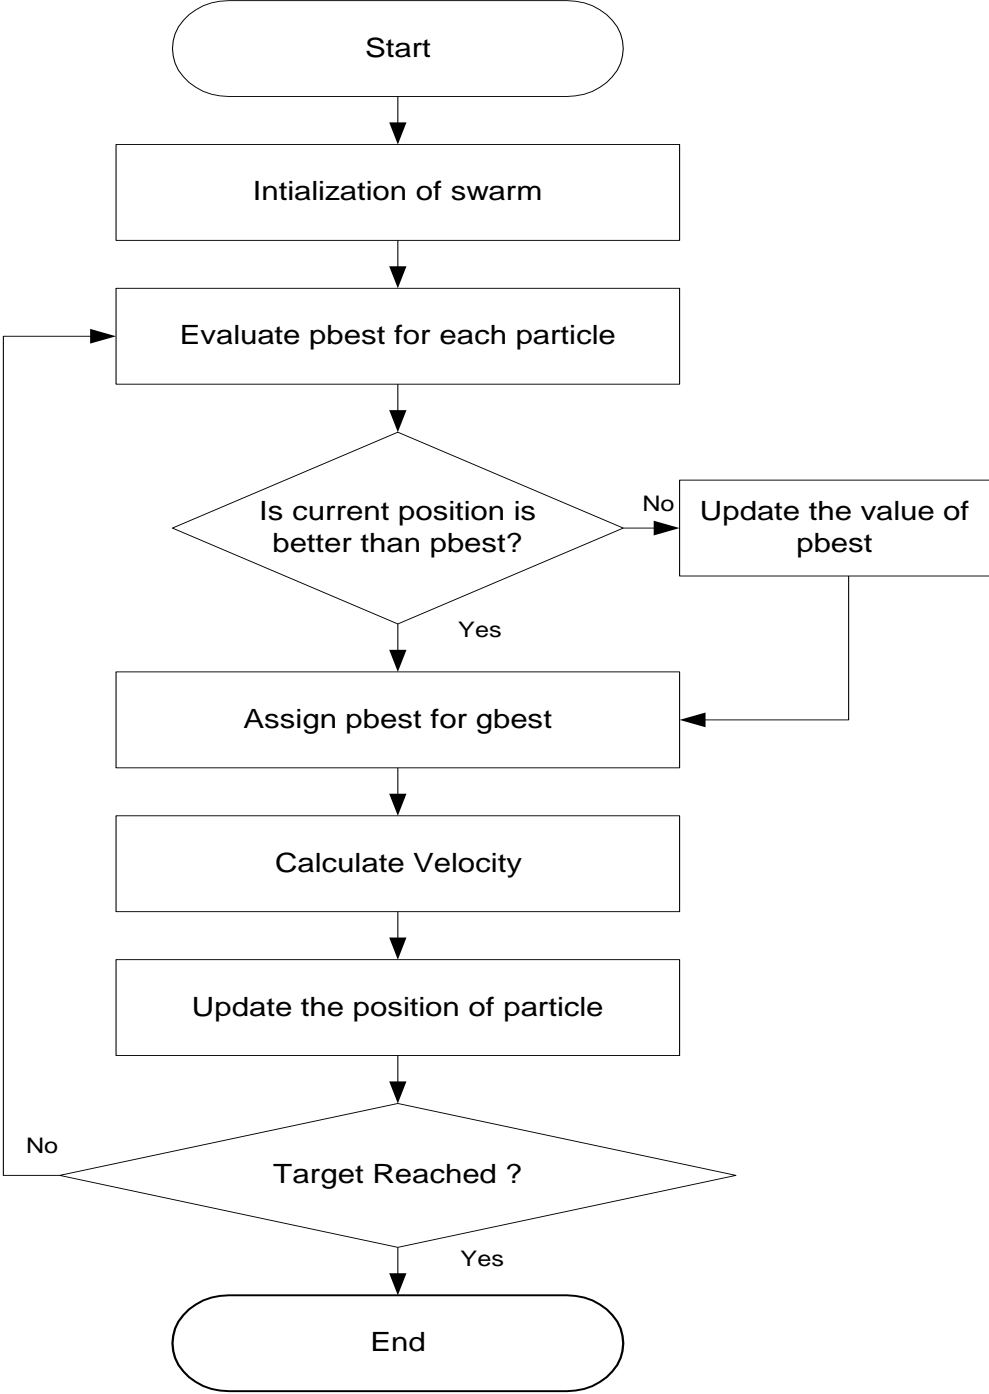 Start
Intialization of swarm
Evaluate pbest for each particle
Is current position is
better than pbest?
No
Update the value of
pbest
Yes
Assign pbest for gbest
Calculate Velocity
Update the position of particle
No
Target Reached ?
Yes
End